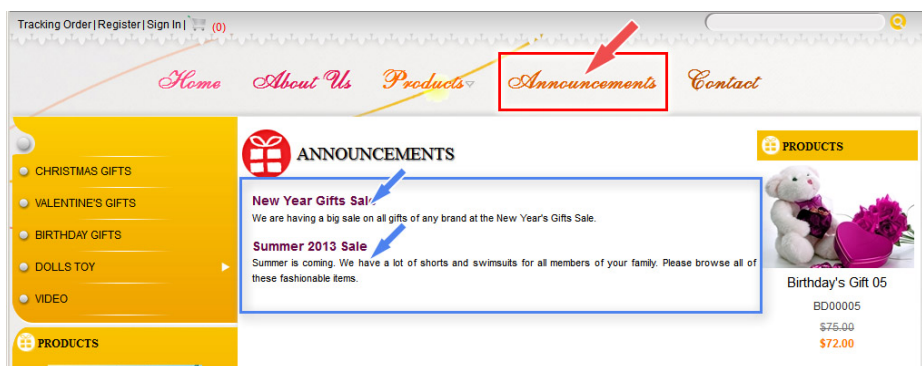 Tracking Order|Register|Sign In| (0)
Home
About Us
Products
Announcements
Contact
CHRISTMAS GIFTS
VALENTINE'S GIFTS
BIRTHDAY GIFTS
DOLLS TOY
VIDEO
PRODUCTS
ANNOUNCEMENTS
New Year Gifts Sale
We are having a big sale on all gifts of any brand at the New Year's Gifts Sale.
Summer 2013 Sale
Summer is coming. We have a lot of shorts and swimsuits for all members of your family. Please browse all of
these fashionable items.
PRODUCTS
Birthday's Gift 05
BD00005
$75.00
$72.00